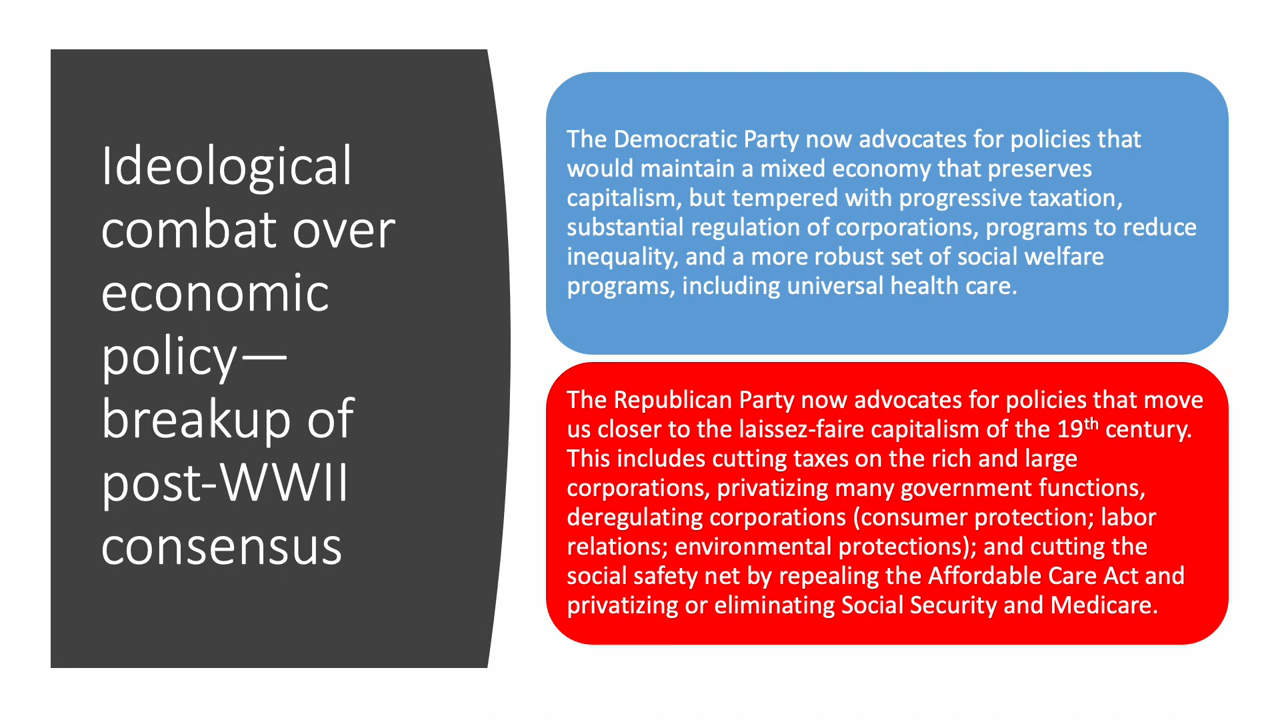 Ideological
combat over
economic
policy—
breakup of
post-WWII
consensus
The Democratic Party now advocates for policies that
would maintain a mixed economy that preserves
capitalism, but tempered with progressive taxation,
substantial regulation of corporations, programs to reduce
inequality, and a more robust set of social welfare
programs, including universal health care.
The Republican Party now advocates for policies that move
us closer to the laissez-faire capitalism of the 19th century.
This includes cutting taxes on the rich and large
corporations, privatizing many government functions,
deregulating corporations (consumer protection; labor
relations; environmental protections); and cutting the
social safety net by repealing the Affordable Care Act and
privatizing or eliminating Social Security and Medicare.